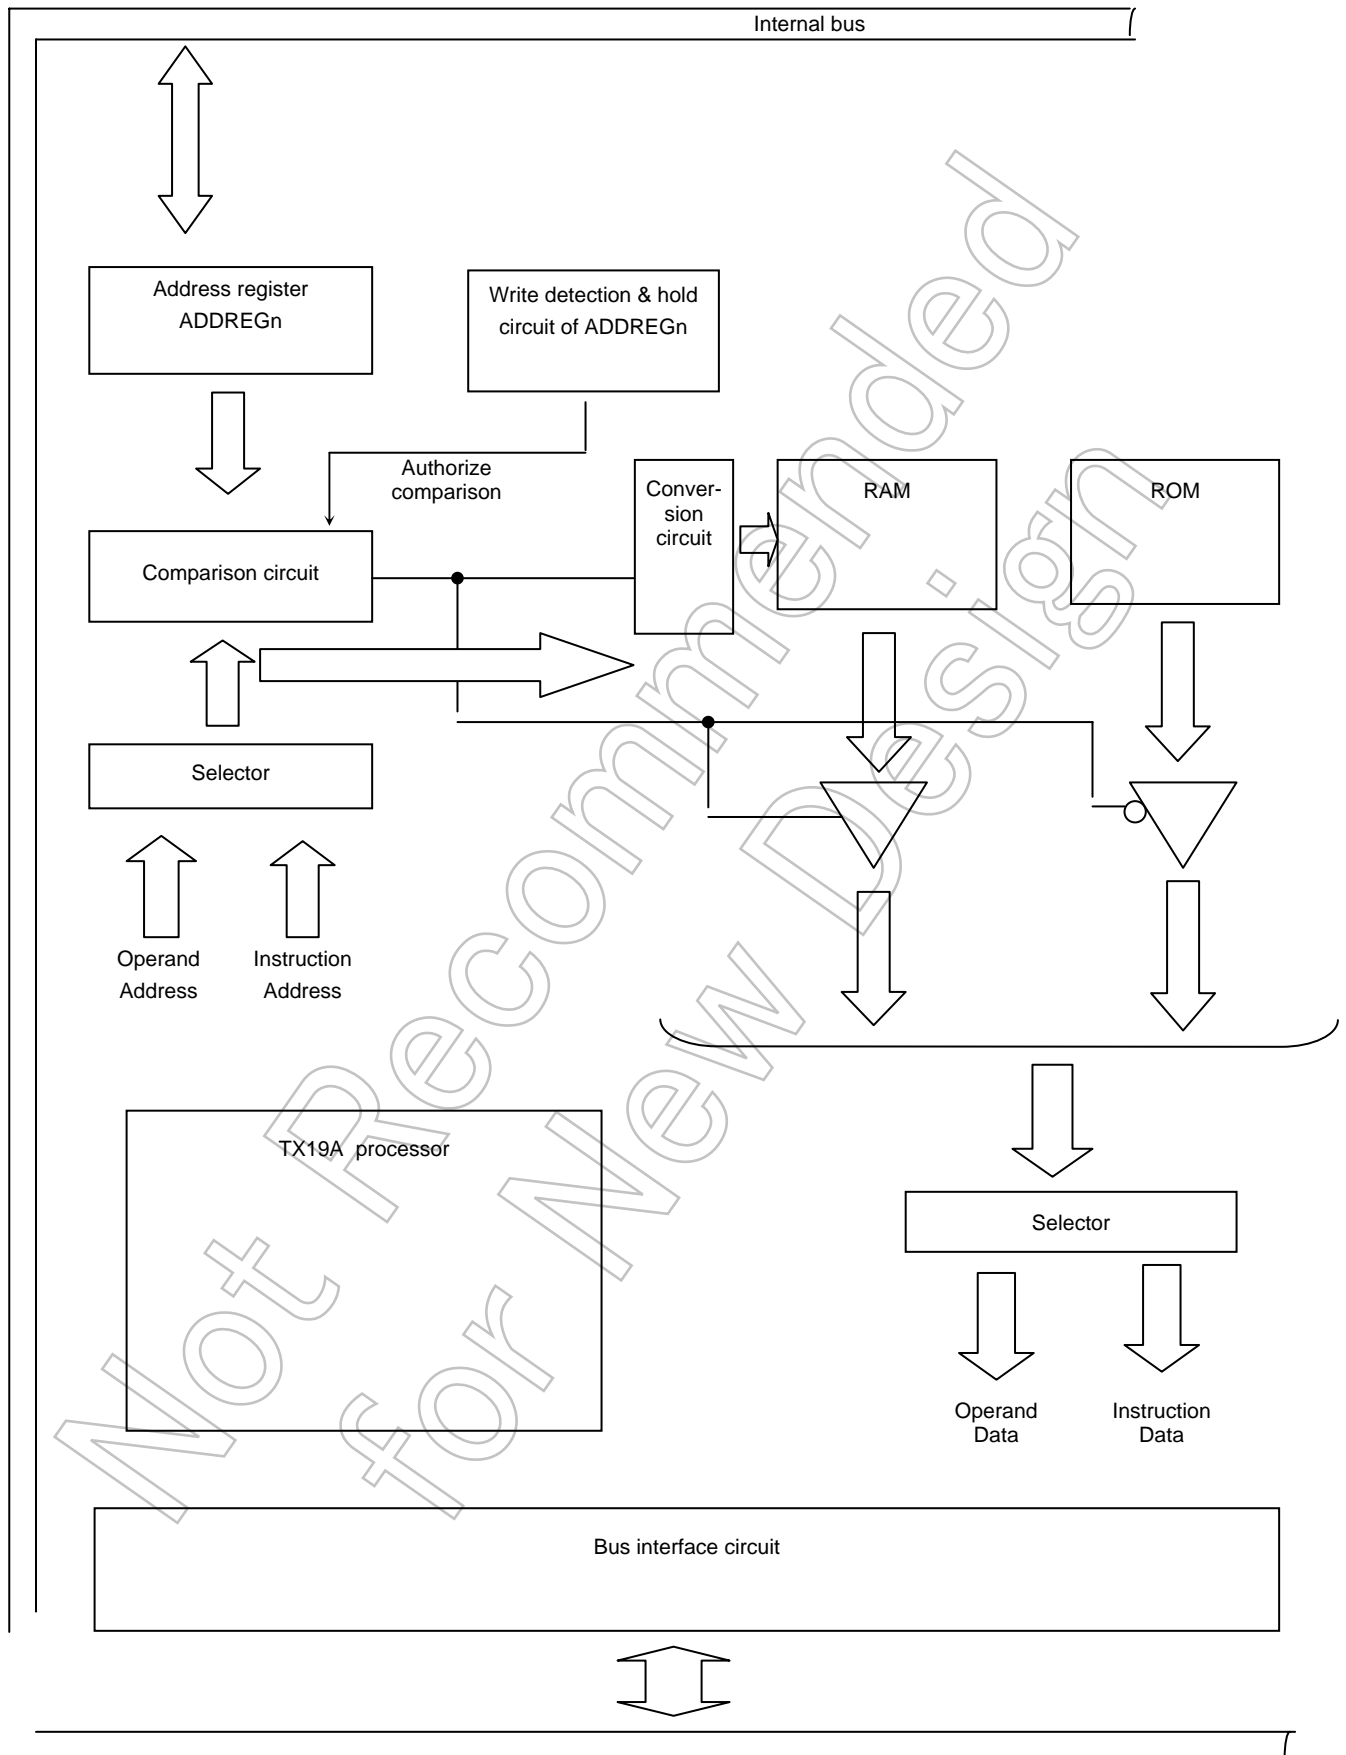 Internal bus
Address register
ADDREGn
Write detection & hold
circuit of ADDREGn
Authorize
comparison
Conver-
sion
circuit
RAM
ROM
Comparison circuit
Selector
Operand
Address
Instruction
Address
TX19A processor
Selector
Operand
Data
Instruction
Data
Bus interface circuit
Not Recommended
for New Design